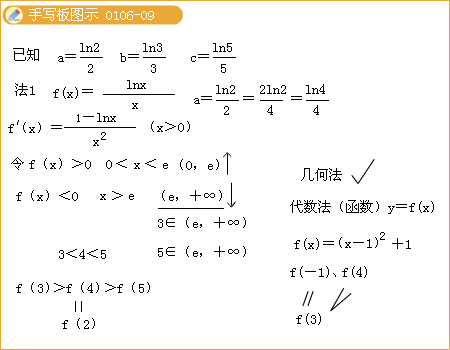 手写板图示 0106-09
已知 a=ln2/2 b=ln3/3 c=ln5/5
法1 f(x)= lnx/x a=ln2/2=2ln2/4=ln4/4
f′(x)=1-lnx/x² (x>0)
令f(x)>0 0<x<e (0,e)↑
f(x)<0 x>e (e,+∞)↓
3∈(e,+∞)
3<4<5 5∈(e,+∞)
f(3)>f(4)>f(5)
||
f(2)
几何法 ✓
代数法(函数)y=f(x)
f(x)=(x-1)²+1
f(-1)、f(4)
// //
f(3)